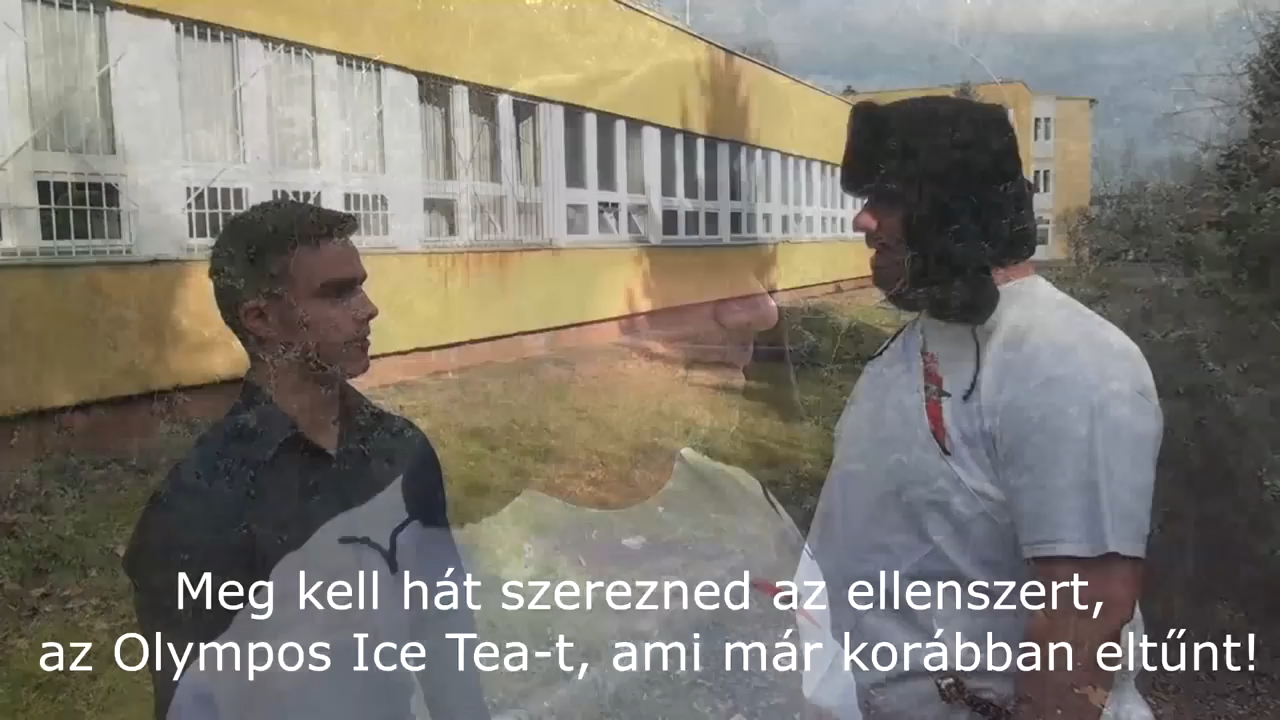 Meg kell hát szerezned az ellenszert,
az Olympos Ice Tea-t, ami már korábban eltűnt!